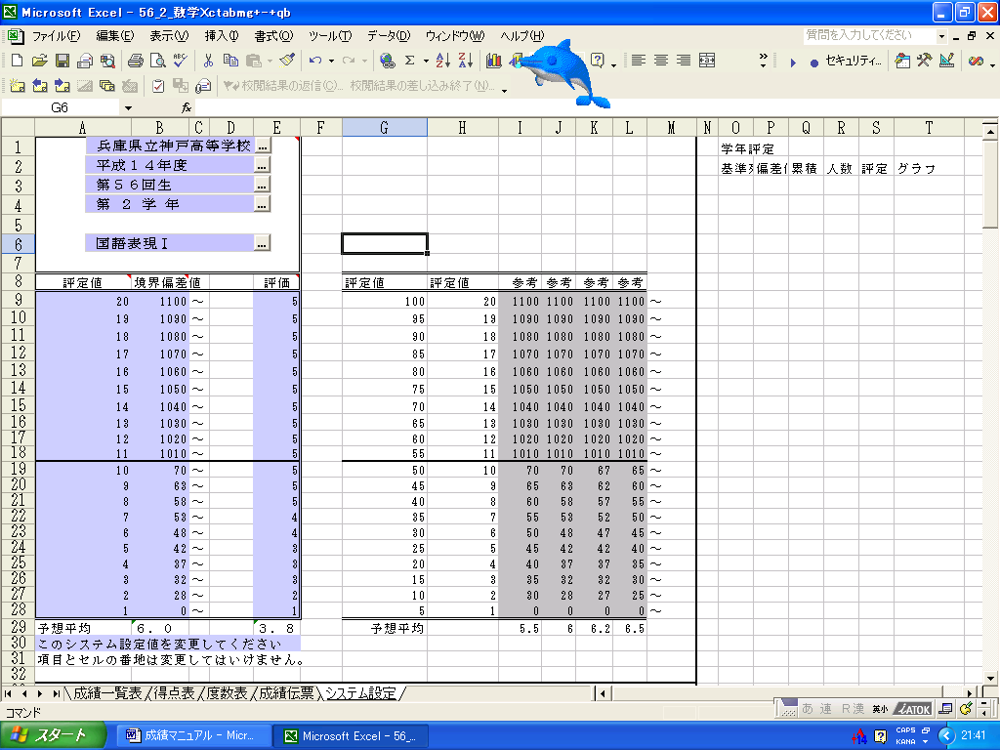 Microsoft Excel - 56_2_数学Xctabmg+-+qb
ファイル(F) 編集(E) 表示(V) 挿入(I) 書式(O) ツール(T) データ(D) ウィンドウ(W) ヘルプ(H) 質問を入力してください
セキュリティ...
校閲結果の返信(C)... 校閲結果の差し込み終了(N)...
G6 fx
A B C D E F G H I J K L M N O P Q R S T
1 兵庫県立神戸高等学校 ... 学年評定
2 平成14年度 ... 基準 偏差 累積 人数 評定 グラフ
3 第56回生 ...
4 第 2 学 年 ...
5
6 国語表現Ⅰ ...
7
8 評定値 境界偏差値 評価 評定値 評定値 参考 参考 参考 参考
9 20 1100 ～ 5 100 20 1100 1100 1100 1100 ～
10 19 1090 ～ 5 95 19 1090 1090 1090 1090 ～
11 18 1080 ～ 5 90 18 1080 1080 1080 1080 ～
12 17 1070 ～ 5 85 17 1070 1070 1070 1070 ～
13 16 1060 ～ 5 80 16 1060 1060 1060 1060 ～
14 15 1050 ～ 5 75 15 1050 1050 1050 1050 ～
15 14 1040 ～ 5 70 14 1040 1040 1040 1040 ～
16 13 1030 ～ 5 65 13 1030 1030 1030 1030 ～
17 12 1020 ～ 5 60 12 1020 1020 1020 1020 ～
18 11 1010 ～ 5 55 11 1010 1010 1010 1010 ～
19 10 70 ～ 5 50 10 70 70 67 65 ～
20 9 63 ～ 5 45 9 65 63 62 60 ～
21 8 58 ～ 5 40 8 60 58 57 55 ～
22 7 53 ～ 4 35 7 55 53 52 50 ～
23 6 48 ～ 4 30 6 50 48 47 45 ～
24 5 42 ～ 3 25 5 45 42 42 40 ～
25 4 37 ～ 3 20 4 40 37 37 35 ～
26 3 32 ～ 3 15 3 35 32 32 30 ～
27 2 28 ～ 2 10 2 30 28 27 25 ～
28 1 0 ～ 1 5 1 0 0 0 0 ～
29 予想平均 6.0 3.8 予想平均 5.5 6 6.2 6.5
30 このシステム設定値を変更してください
31 項目とセルの番地は変更してはいけません。
32
成績一覧表 得点表 度数表 成績伝票 システム設定
コマンド
あ 連 R漢 英小 ATOK
スタート 成績マニュアル - Micr... Microsoft Excel - 56_... 14 CAPS KANA 21:41